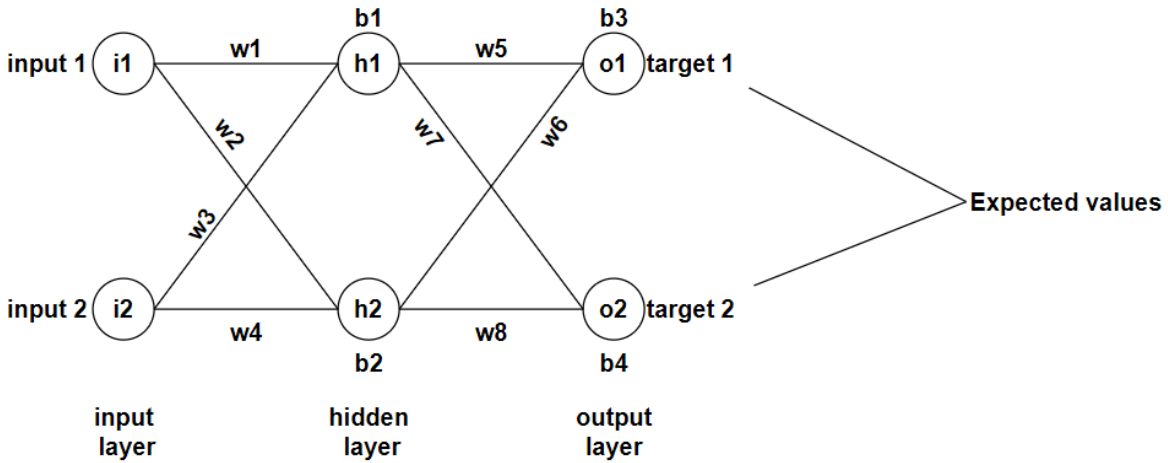 b1 b3
input 1 i1 w1 h1 w5 o1 target 1
w2 w7 w6
w3 Expected values
input 2 i2 w4 h2 w8 o2 target 2
b2 b4
input hidden output
layer layer layer